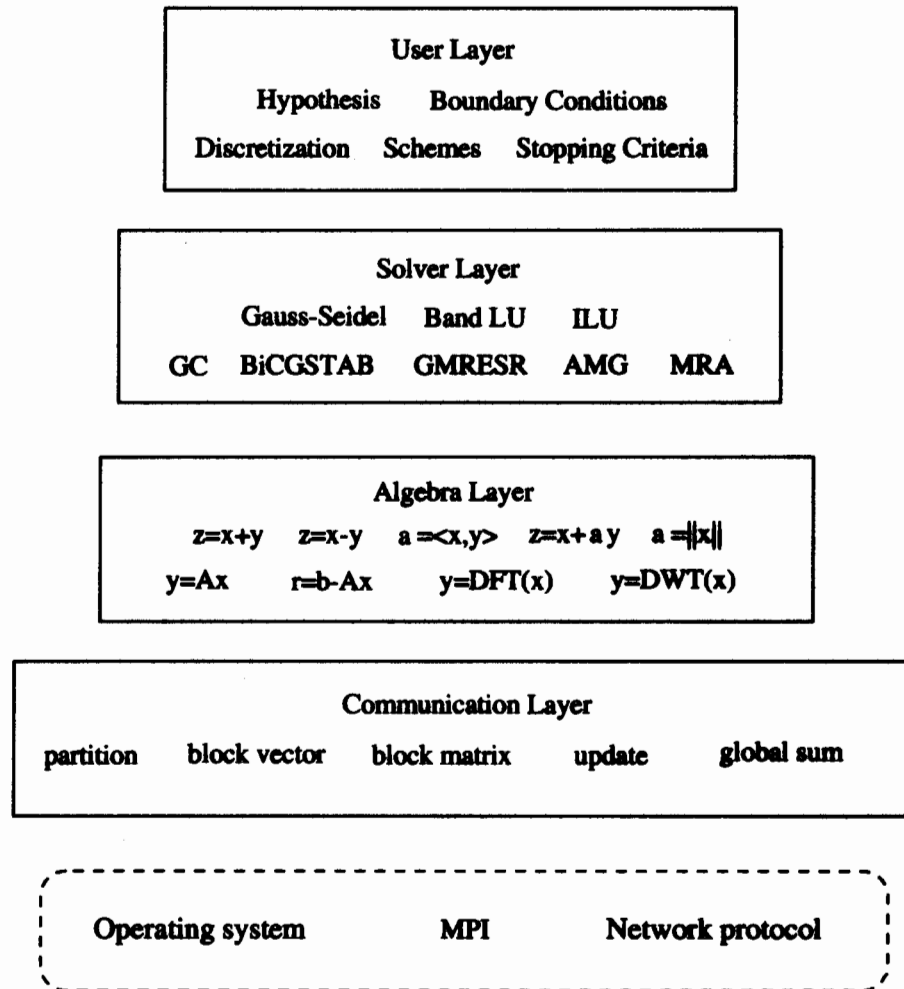 User Layer
Hypothesis Boundary Conditions
Discretization Schemes Stopping Criteria
Solver Layer
Gauss-Seidel Band LU ILU
GC BiCGSTAB GMRESR AMG MRA
Algebra Layer
z=x+y z=x-y a=<x,y> z=x+a y a=||x||
y=Ax r=b-Ax y=DFT(x) y=DWT(x)
Communication Layer
partition block vector block matrix update global sum
Operating system MPI Network protocol